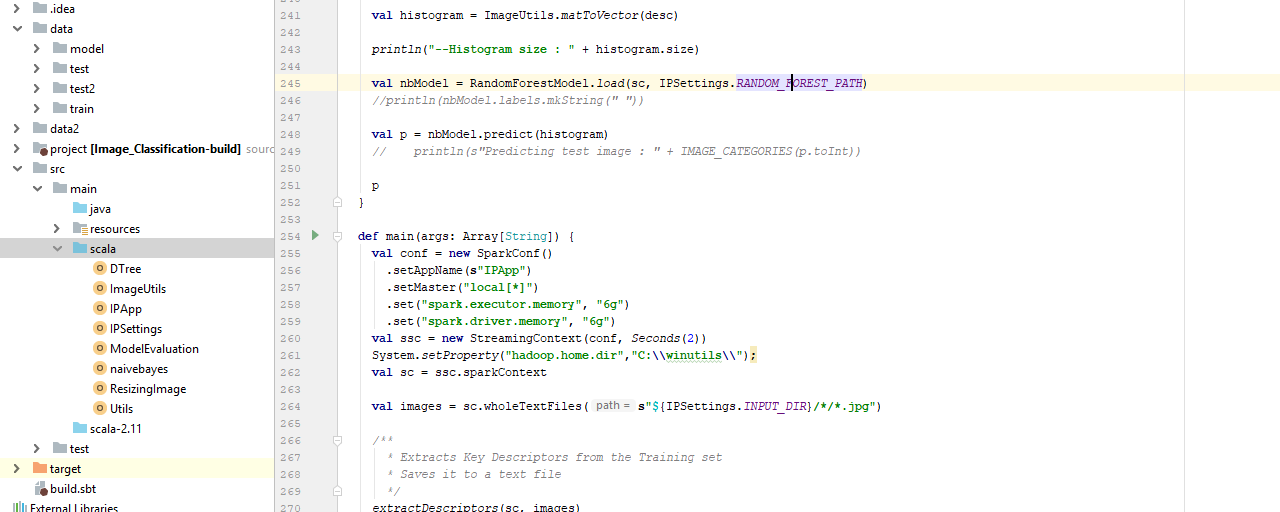 .idea
data
model
test
test2
train
data2
project [Image_Classification-build] sourc
src
main
java
resources
scala
DTree
ImageUtils
IPApp
IPSettings
ModelEvaluation
naivebayes
ResizingImage
Utils
scala-2.11
test
target
build.sbt
External Libraries
241 val histogram = ImageUtils.matToVector(desc)
242
243 println("--Histogram size : " + histogram.size)
244
245 val nbModel = RandomForestModel.load(sc, IPSettings.RANDOM_FOREST_PATH)
246 //println(nbModel.labels.mkString(" "))
247
248 val p = nbModel.predict(histogram)
249 //    println(s"Predicting test image : " + IMAGE_CATEGORIES(p.toInt))
250
251 p
252 }
253
254 def main(args: Array[String]) {
255 val conf = new SparkConf()
256 .setAppName(s"IPApp")
257 .setMaster("local[*]")
258 .set("spark.executor.memory", "6g")
259 .set("spark.driver.memory", "6g")
260 val ssc = new StreamingContext(conf, Seconds(2))
261 System.setProperty("hadoop.home.dir","C:\\winutils\\");
262 val sc = ssc.sparkContext
263
264 val images = sc.wholeTextFiles( path = s"${IPSettings.INPUT_DIR}/*/*.jpg")
265
266 /**
267 * Extracts Key Descriptors from the Training set
268 * Saves it to a text file
269 */
270 extractDescriptors(sc, images)